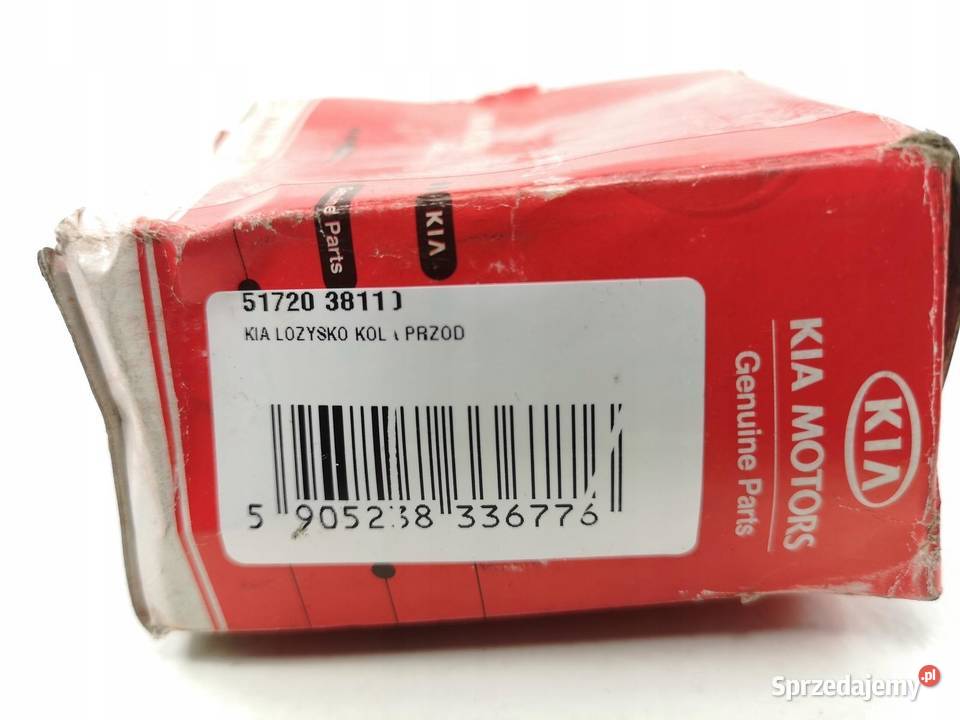 KIA
Parts
51720 3811
KIA LOZYSKO KOL PRZOD
5 905238 336776
KIA
KIA MOTORS
Genuine Parts
Sprzedajemy.pl